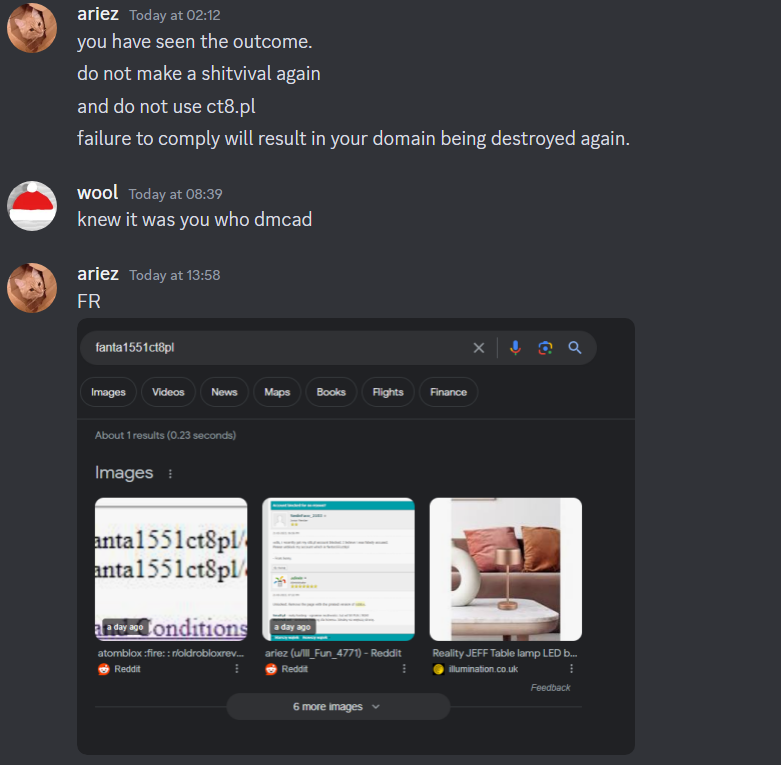 ariez Today at 02:12
you have seen the outcome.
do not make a shitvival again
and do not use ct8.pl
failure to comply will result in your domain being destroyed again.
wool Today at 08:39
knew it was you who dmcad
ariez Today at 13:58
FR
fanta1551ct8pl
Images Videos News Maps Books Flights Finance
About 1 results (0.23 seconds)
Images
anta1551ct8pl/
anta1551ct8pl/
and Conditions
a day ago
a day ago
atomblox :fire: : r/oldrobloxrev... ariez (u/Ill_Fun_4771) - Reddit Reality JEFF Table lamp LED b...
Reddit Reddit illumination.co.uk
Feedback
6 more images